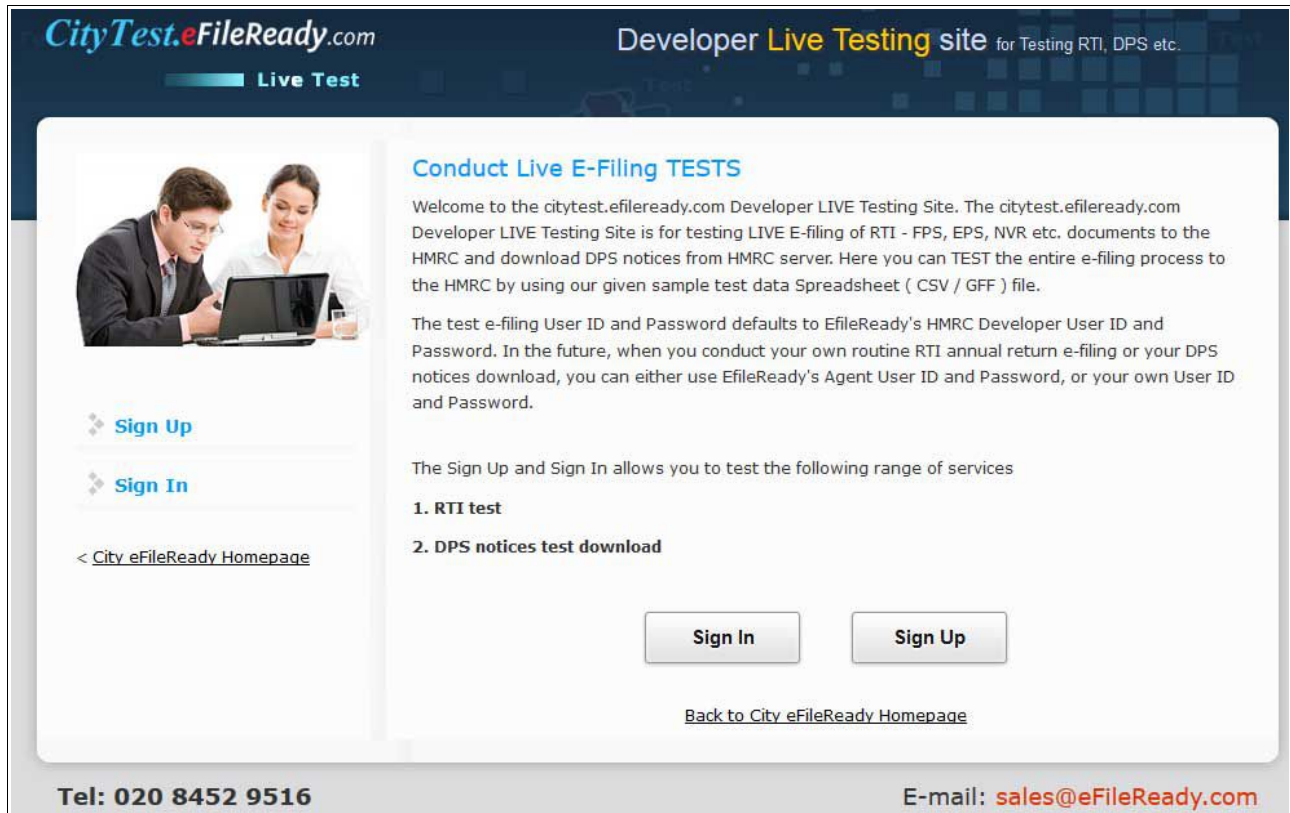 CityTest.eFileReady.com
Live Test
Developer Live Testing site for Testing RTI, DPS etc.
Test
Sign Up
Sign In
< City eFileReady Homepage
Conduct Live E-Filing TESTS
Welcome to the citytest.efileready.com Developer LIVE Testing Site. The citytest.efileready.com
Developer LIVE Testing Site is for testing LIVE E-filing of RTI - FPS, EPS, NVR etc. documents to the
HMRC and download DPS notices from HMRC server. Here you can TEST the entire e-filing process to
the HMRC by using our given sample test data Spreadsheet ( CSV / GFF ) file.
The test e-filing User ID and Password defaults to EfileReady's HMRC Developer User ID and
Password. In the future, when you conduct your own routine RTI annual return e-filing or your DPS
notices download, you can either use EfileReady's Agent User ID and Password, or your own User ID
and Password.
The Sign Up and Sign In allows you to test the following range of services
1. RTI test
2. DPS notices test download
Sign In
Sign Up
Back to City eFileReady Homepage
Tel: 020 8452 9516
E-mail: sales@eFileReady.com